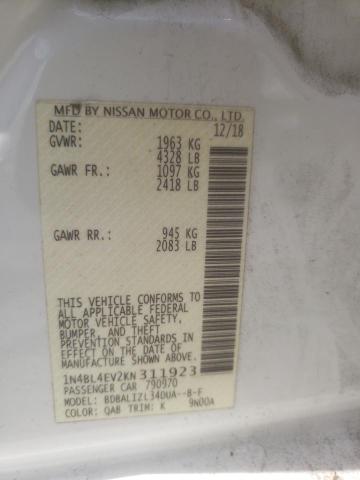 MFD BY NISSAN MOTOR CO., LTD.
DATE: 12/18
GVWR: 1963 KG
4328 LB
GAWR FR: 1097 KG
2418 LB
GAWR RR: 945 KG
2083 LB
THIS VEHICLE CONFORMS TO
ALL APPLICABLE FEDERAL
MOTOR VEHICLE SAFETY,
BUMPER, AND THEFT
PREVENTION STANDARDS IN
EFFECT ON THE DATE OF
MANUFACTURE SHOWN ABOVE.
1N4BL4EV2KN311923
PASSENGER CAR 790970
MODEL: BDBALIZL34DUA--B-F
COLOR: QAB TRIM: K 9N00A